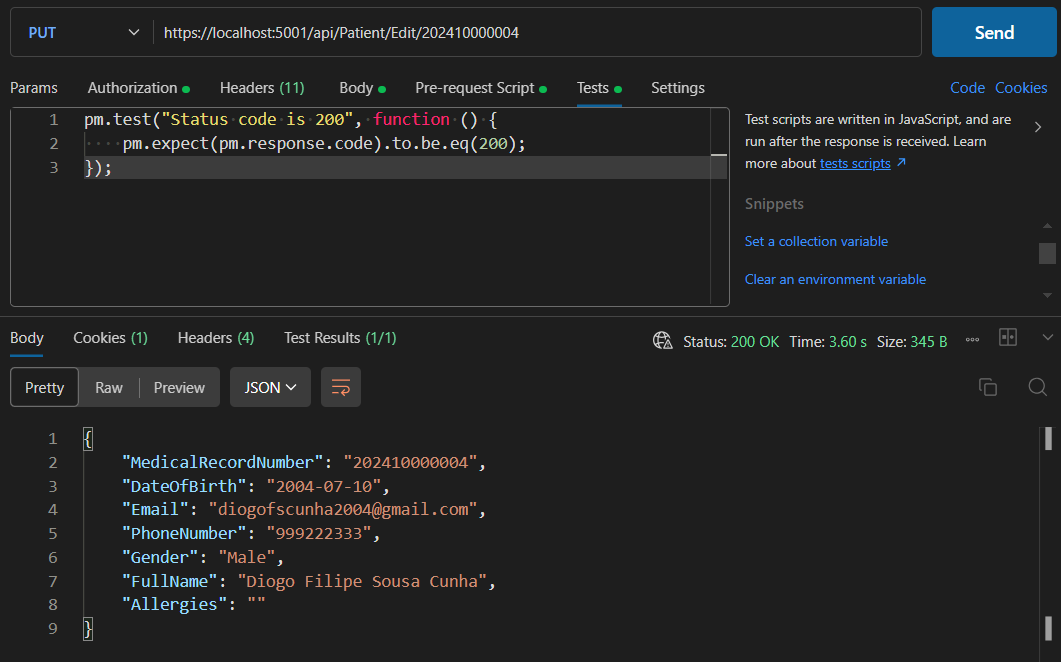 PUT https://localhost:5001/api/Patient/Edit/202410000004 Send
Params Authorization Headers (11) Body Pre-request Script Tests Settings Code Cookies
1 pm.test("Status code is 200", function () {
2 pm.expect(pm.response.code).to.be.eq(200);
3 });
Test scripts are written in JavaScript, and are
run after the response is received. Learn
more about tests scripts ↗
Snippets
Set a collection variable
Clear an environment variable
Body Cookies (1) Headers (4) Test Results (1/1) Status: 200 OK Time: 3.60 s Size: 345 B
Pretty Raw Preview JSON
1 {
2 "MedicalRecordNumber": "202410000004",
3 "DateOfBirth": "2004-07-10",
4 "Email": "diogofscunha2004@gmail.com",
5 "PhoneNumber": "999222333",
6 "Gender": "Male",
7 "FullName": "Diogo Filipe Sousa Cunha",
8 "Allergies": ""
9 }